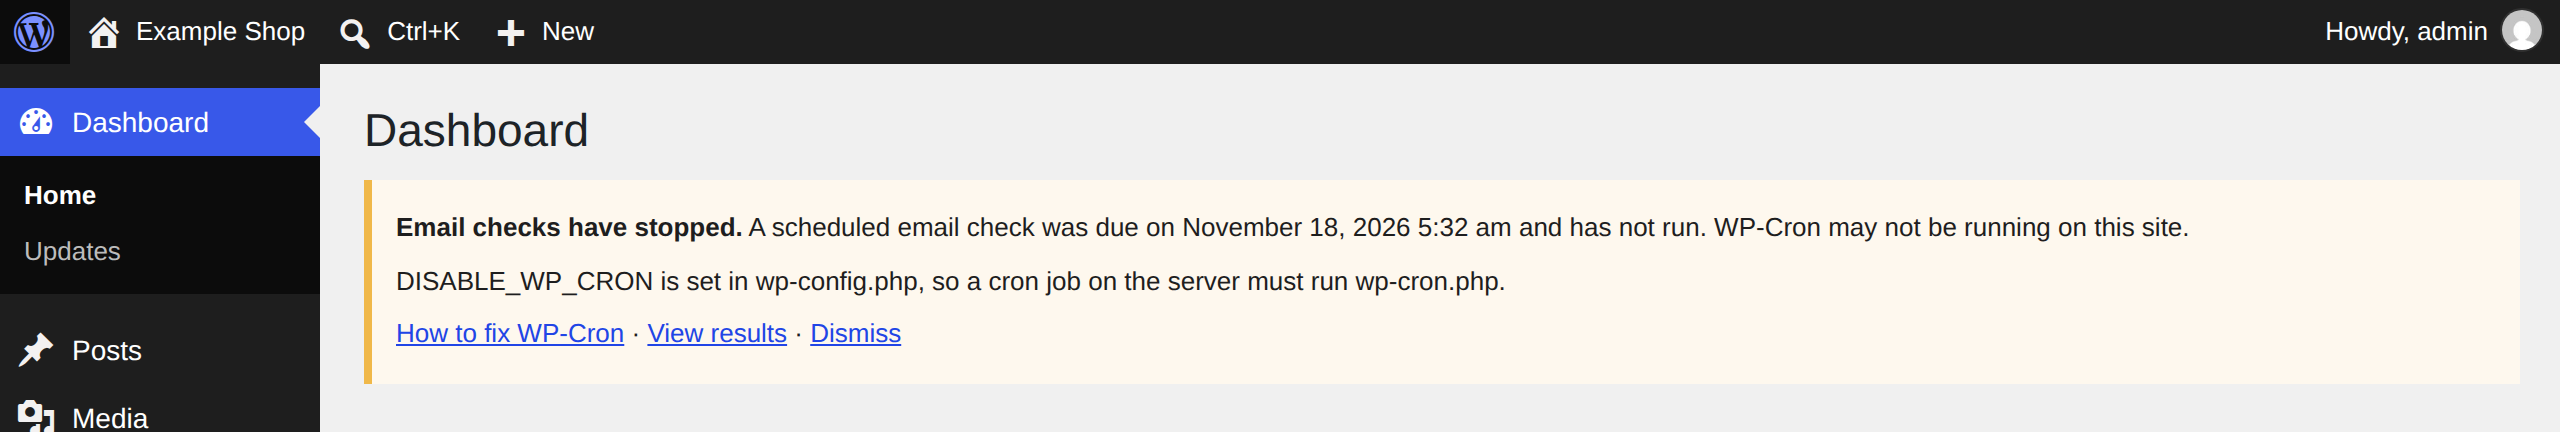 Example Shop
Ctrl+K
New
Howdy, admin
Dashboard
Home
Updates
Posts
Media
Dashboard
Email checks have stopped. A scheduled email check was due on November 18, 2026 5:32 am and has not run. WP-Cron may not be running on this site.
DISABLE_WP_CRON is set in wp-config.php, so a cron job on the server must run wp-cron.php.
How to fix WP-Cron · View results · Dismiss